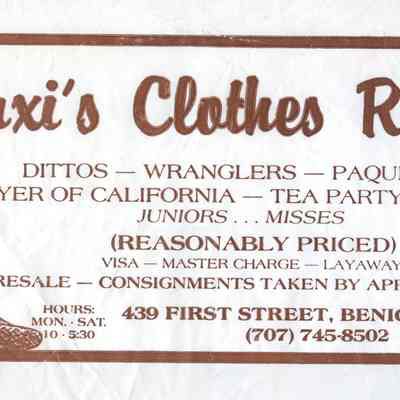 axi's Clothes R
DITTOS — WRANGLERS — PAQU
YER OF CALIFORNIA — TEA PARTY
JUNIORS . . . MISSES
(REASONABLY PRICED)
VISA — MASTER CHARGE — LAYAWAY
RESALE — CONSIGNMENTS TAKEN BY APP
HOURS:
MON. - SAT.
10 - 5:30
439 FIRST STREET, BENIC
(707) 745-8502